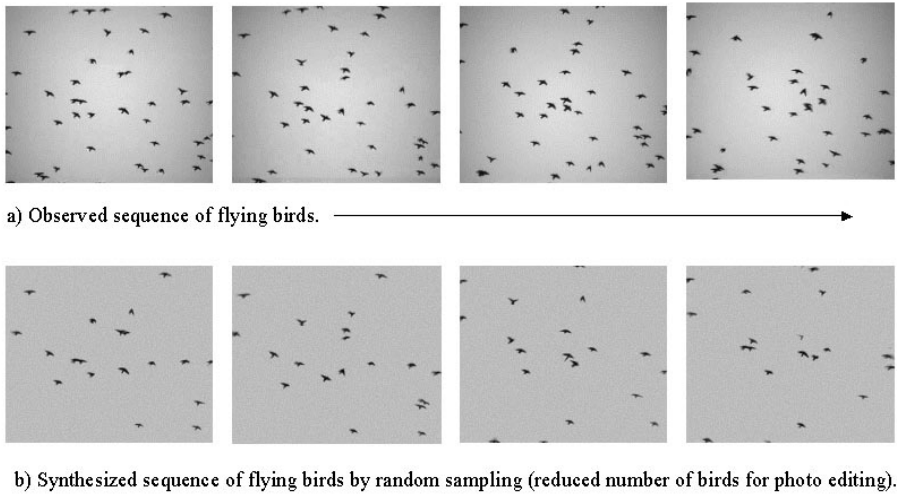 a) Observed sequence of flying birds.
b) Synthesized sequence of flying birds by random sampling (reduced number of birds for photo editing).